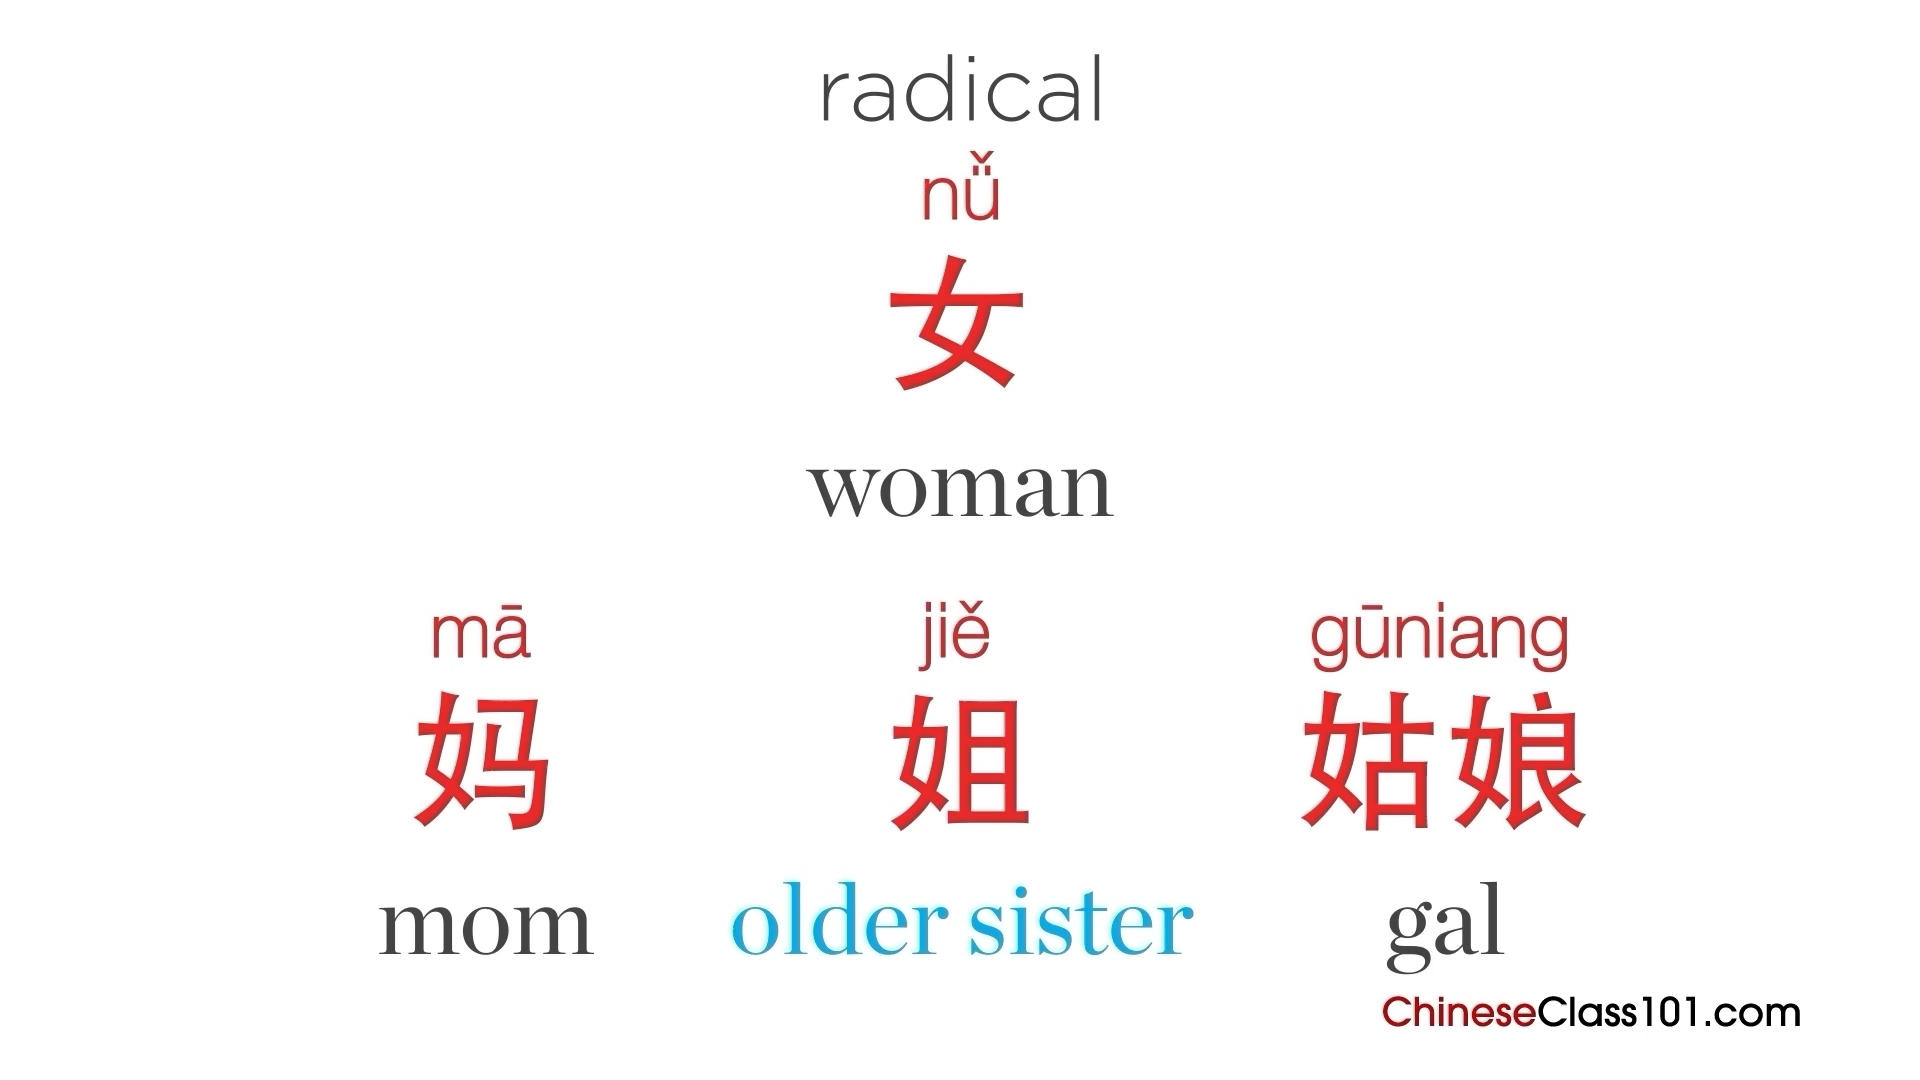 radical
nǚ
女
woman
mā jiě gūniang
妈 姐 姑娘
mom older sister gal
ChineseClass101.com